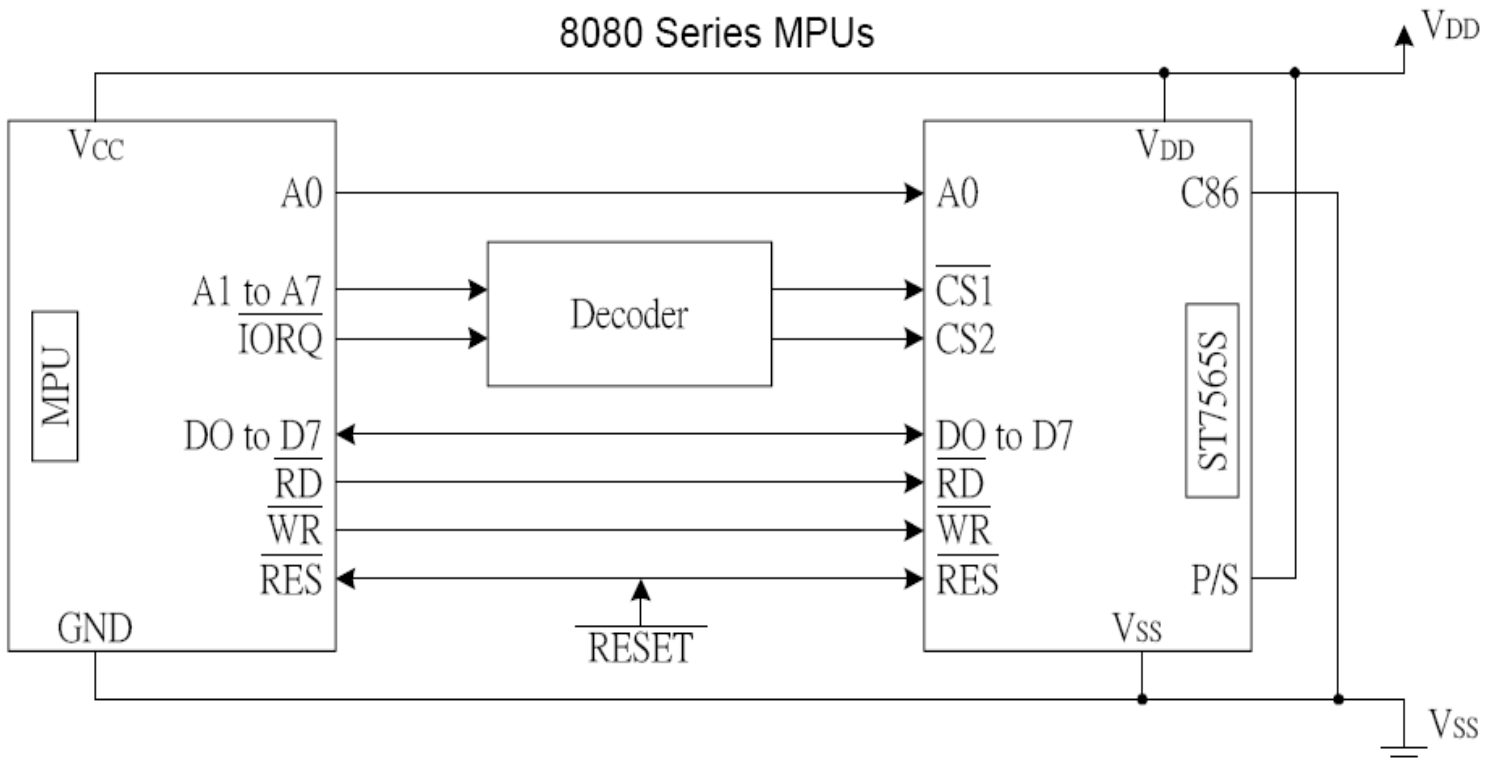 8080 Series MPUs
VDD
VCC
VDD
A0
A0
C86
A1 to A7
Decoder
CS1
IORQ
CS2
MPU
ST7565S
DO to D7
DO to D7
RD
RD
WR
WR
RES
RES
P/S
GND
RESET
VSS
VSS